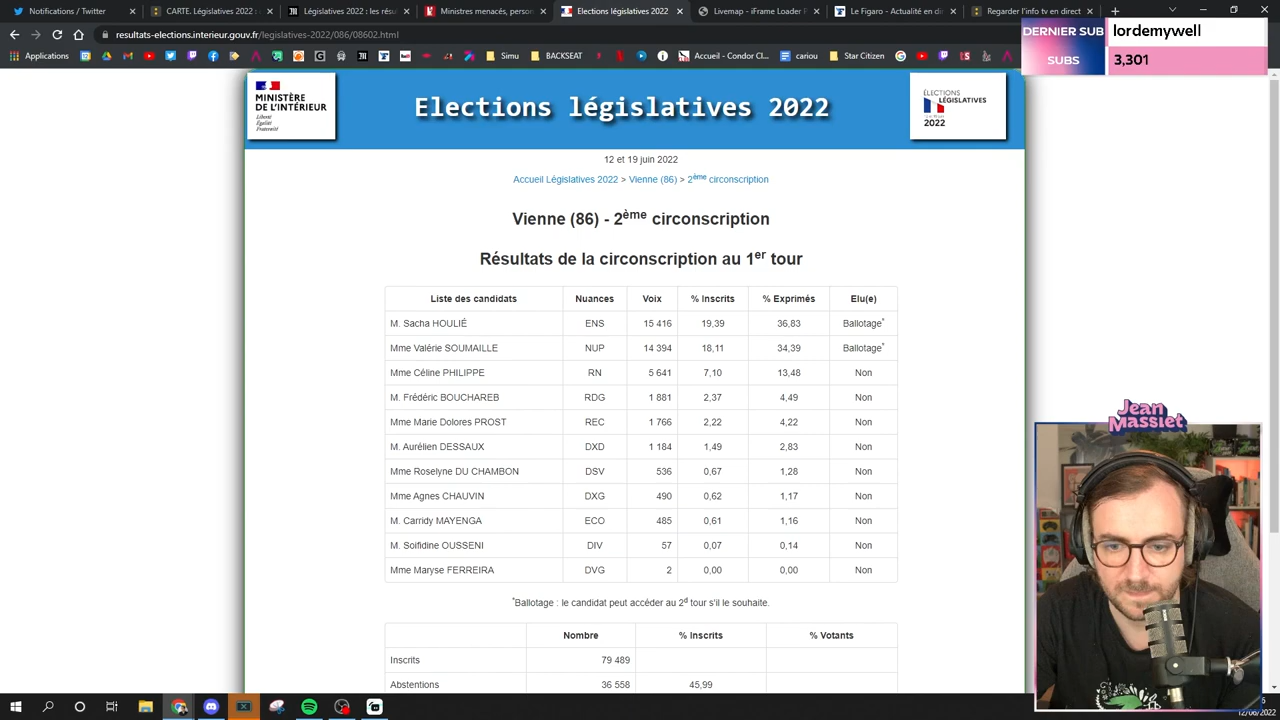 Notifications / Twitter
CARTE. Législatives 2022 :
Législatives 2022 : les résu
Ministres menacés, person
Elections législatives 2022
Livemap - iframe Loader F
Le Figaro - Actualité en dir
resultats-elections.interieur.gouv.fr/legislatives-2022/086/08602.html
Applications
Simu
BACKSEAT
Accueil - Condor Cl...
cariou
Star Citizen
DERNIER SUB
lordemywell
SUBS
3,301
MINISTÈRE
DE L'INTÉRIEUR
Liberté
Égalité
Fraternité
Elections législatives 2022
ÉLECTIONS
LÉGISLATIVES
2022
12 et 19 juin 2022
Accueil Législatives 2022 > Vienne (86) > 2ème circonscription
Vienne (86) - 2ème circonscription
Résultats de la circonscription au 1er tour
Liste des candidats Nuances Voix % Inscrits % Exprimés Elu(e)
M. Sacha HOULIÉ ENS 15 416 19,39 36,83 Ballotage*
Mme Valérie SOUMAILLE NUP 14 394 18,11 34,39 Ballotage*
Mme Céline PHILIPPE RN 5 641 7,10 13,48 Non
M. Frédéric BOUCHAREB RDG 1 881 2,37 4,49 Non
Mme Marie Dolores PROST REC 1 766 2,22 4,22 Non
M. Aurélien DESSAUX DXD 1 184 1,49 2,83 Non
Mme Roselyne DU CHAMBON DSV 536 0,67 1,28 Non
Mme Agnes CHAUVIN DXG 490 0,62 1,17 Non
M. Carridy MAYENGA ECO 485 0,61 1,16 Non
M. Soifidine OUSSENI DIV 57 0,07 0,14 Non
Mme Maryse FERREIRA DVG 2 0,00 0,00 Non
*Ballotage : le candidat peut accéder au 2d tour s'il le souhaite.
Nombre % Inscrits % Votants
Inscrits 79 489
Abstentions 36 558 45,99
Jean
Massiet
12/06/2022